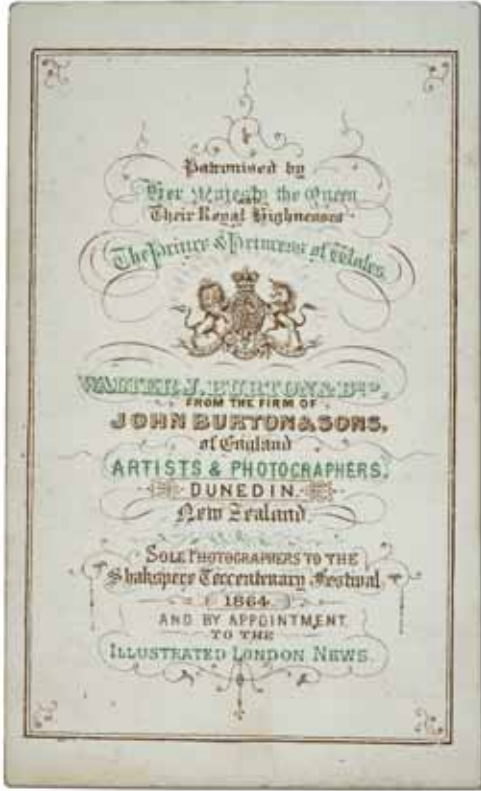 Patronised by
Her Majesty the Queen
AND
Their Royal Highnesses
The Prince & Princess of Wales.
WALTER J. BURTON & Bro.
FROM THE FIRM OF
JOHN BURTON & SONS,
of England
ARTISTS & PHOTOGRAPHERS.
DUNEDIN.
New Zealand.
SOLE PHOTOGRAPHERS TO THE
Shakspere Tercentenary Festival
1864
AND BY APPOINTMENT
TO THE
ILLUSTRATED LONDON NEWS.